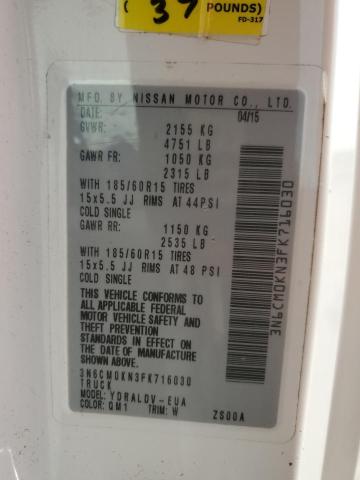 ( 37 POUNDS)
FD-317
MFD. BY NISSAN MOTOR CO., LTD.
DATE: 04/15
GVWR: 2155 KG
4751 LB
GAWR FR: 1050 KG
2315 LB
WITH 185/60R15 TIRES
15x5.5 JJ RIMS AT 44PSI
COLD SINGLE
GAWR RR: 1150 KG
2535 LB
WITH 185/60R15 TIRES
15x5.5 JJ RIMS AT 48 PSI
COLD SINGLE
THIS VEHICLE CONFORMS TO
ALL APPLICABLE FEDERAL
MOTOR VEHICLE SAFETY AND
THEFT PREVENTION
STANDARDS IN EFFECT ON
THE DATE OF MANUFACTURE
SHOWN ABOVE.
3N6CM0KN3FK716030
TRUCK
MODEL: YDRALDV-EUA
COLOR: QM1 TRIM: W ZS00A
3N6CM0KN3FK716030